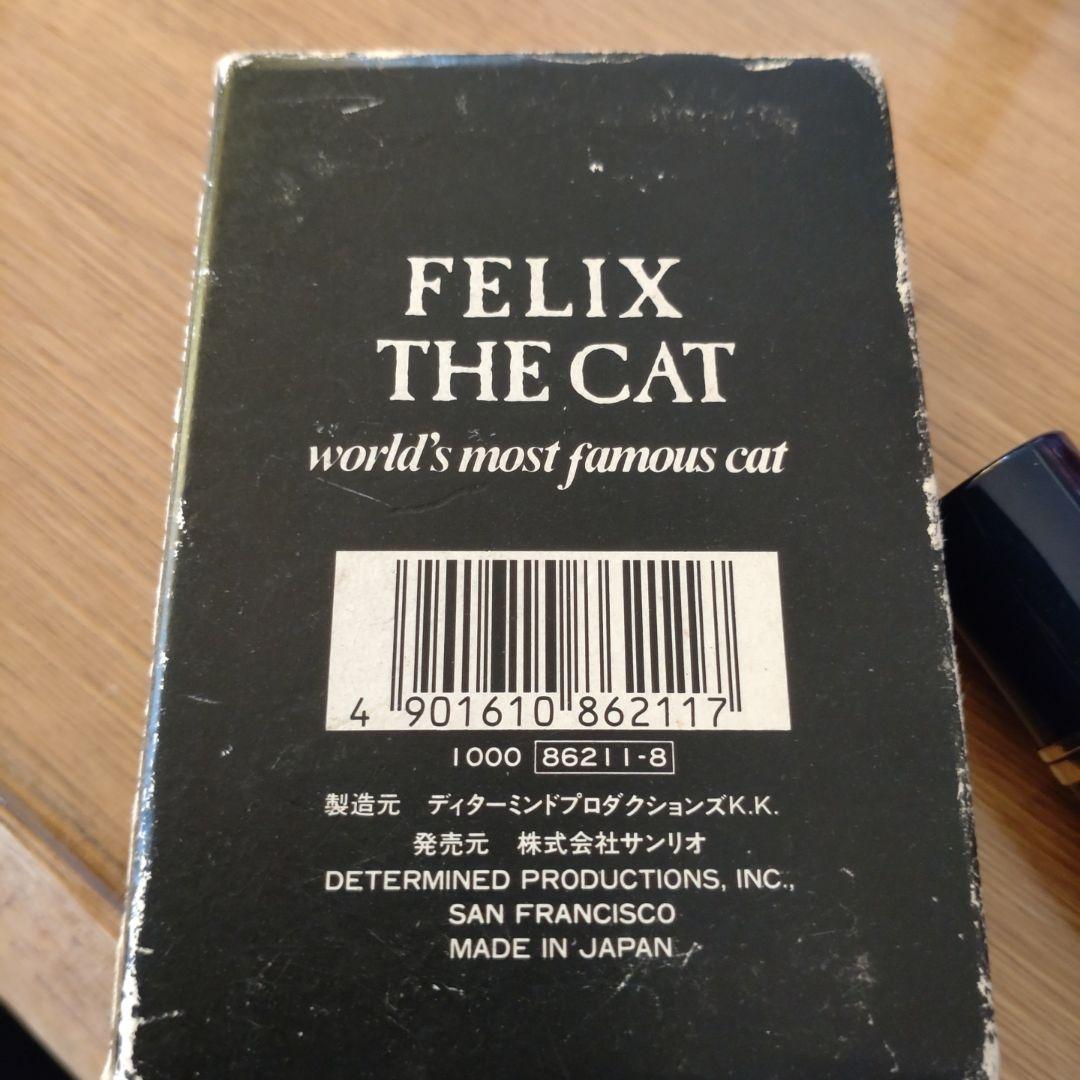 FELIX
THE CAT
world's most famous cat
4 901610 862117
1000 86211-8
製造元 ディターミンドプロダクションズK.K.
発売元 株式会社サンリオ
DETERMINED PRODUCTIONS, INC.,
SAN FRANCISCO
MADE IN JAPAN